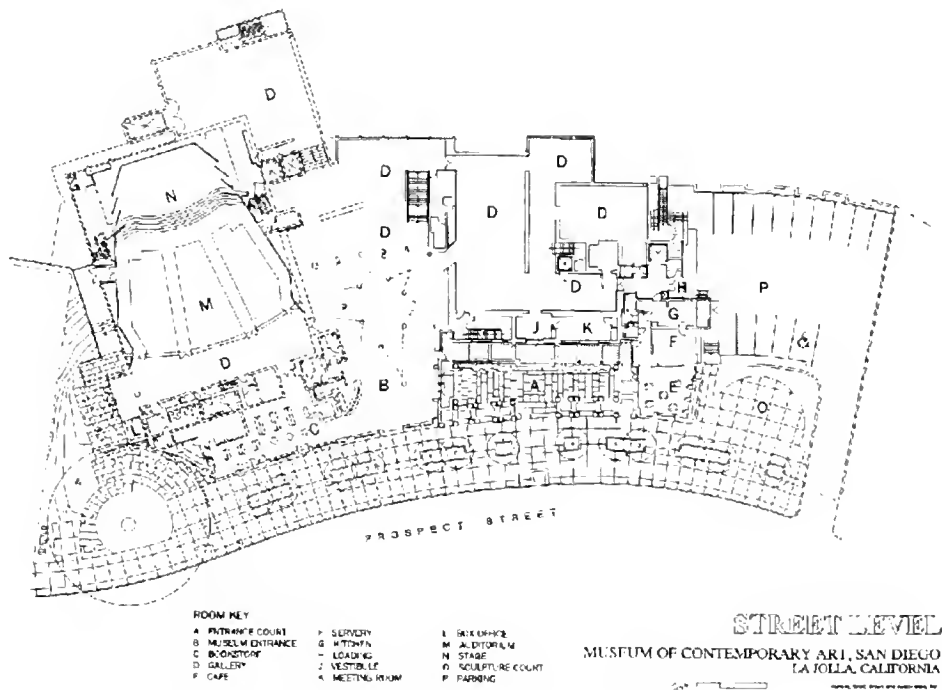 D
N
D
D
D
D
D
M
H
P
G
J
K
F
D
B
A
E
O
C
L
PROSPECT STREET
ROOM KEY
A ENTRANCE COURT
B MUSEUM ENTRANCE
C BOOKSTORE
D GALLERY
CAFE
F SERVERY
G KITCHEN
LOADING
J VESTIBULE
MEETING ROOM
L BOX OFFICE
M AUDITORIUM
N STAGE
O SCULPTURE COURT
P PARKING
STREET LEVEL
MUSEUM OF CONTEMPORARY ART, SAN DIEGO
LA JOLLA, CALIFORNIA